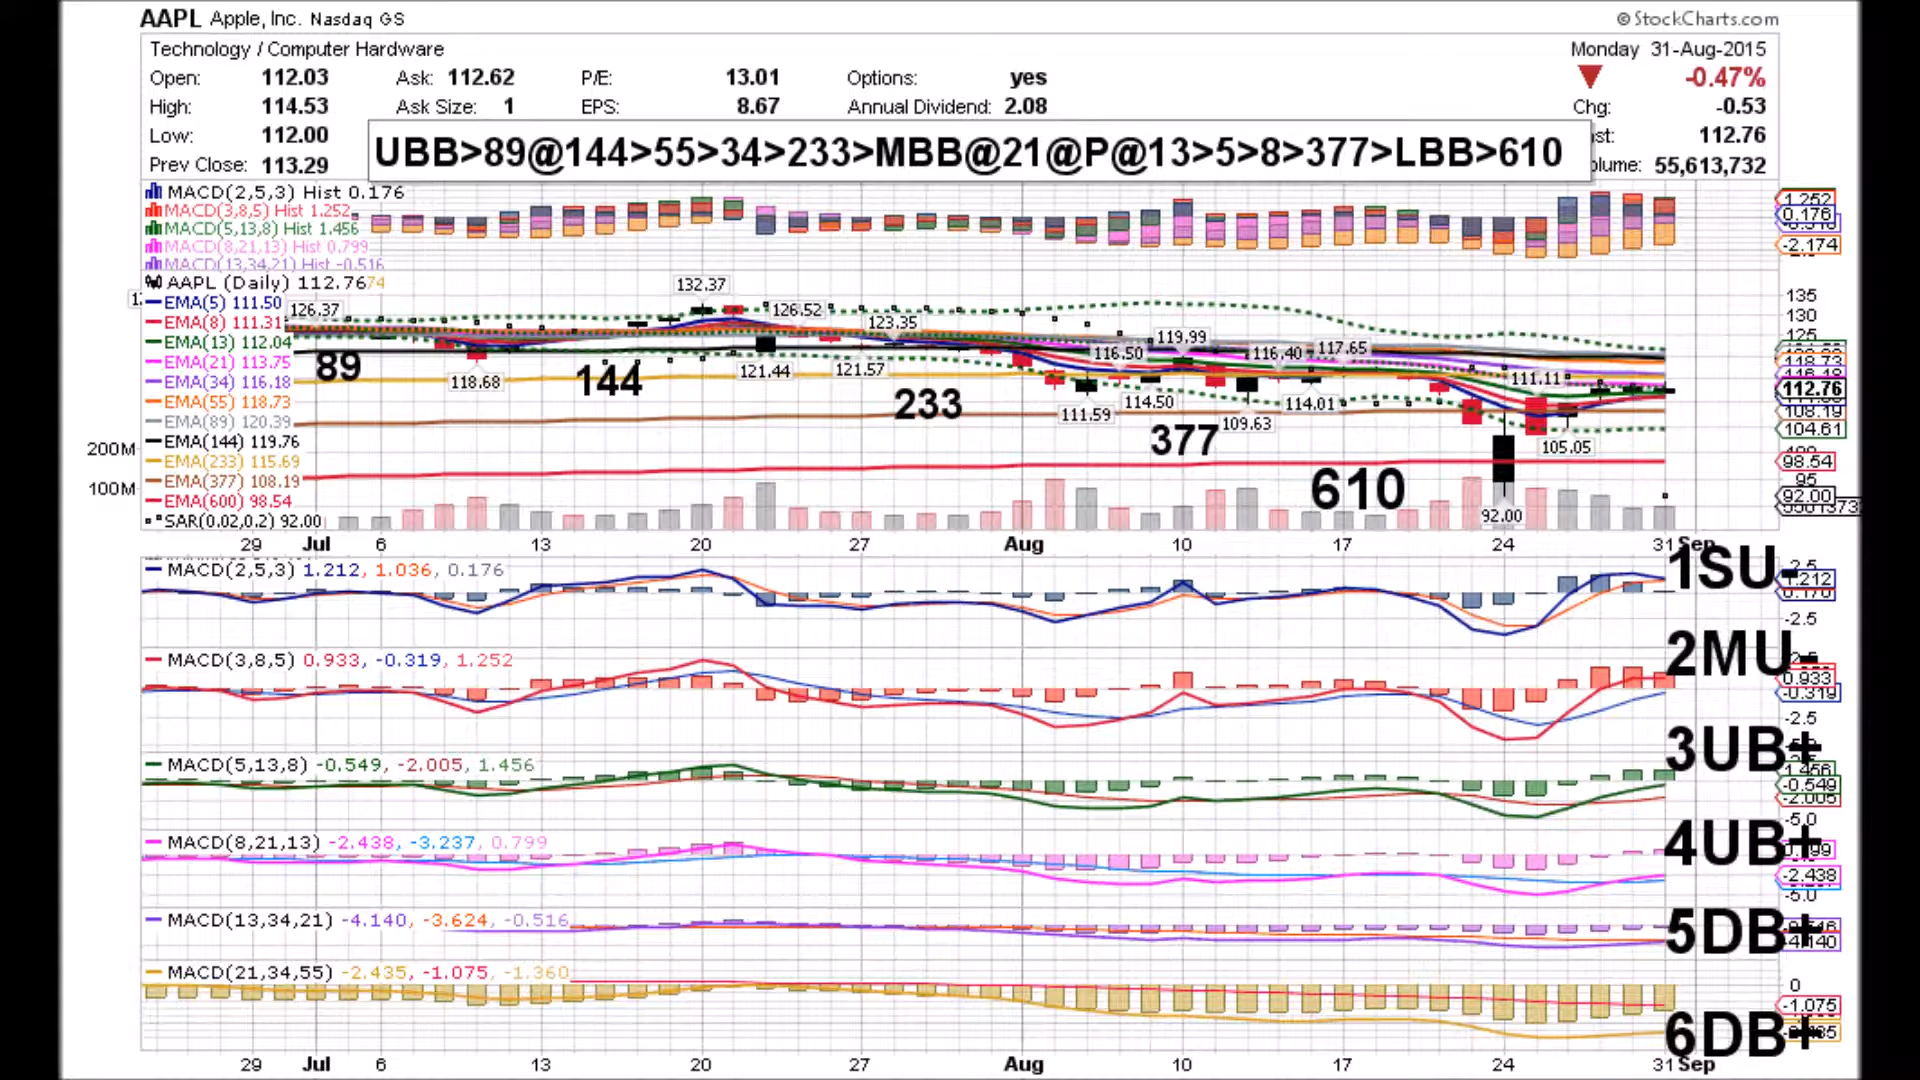 AAPL Apple, Inc. Nasdaq GS
© StockCharts.com
Technology / Computer Hardware
Monday 31-Aug-2015
Open: 112.03 Ask: 112.62 P/E: 13.01 Options: yes
-0.47%
High: 114.53 Ask Size: 1 EPS: 8.67 Annual Dividend: 2.08
Chg: -0.53
Low: 112.00
112.76
Prev Close: 113.29
55,613,732
UBB>89@144>55>34>233>MBB@21@P@13>5>8>377>LBB>610
MACD(2,5,3) Hist 0.176
MACD(3,8,5) Hist 1.252
MACD(5,13,8) Hist 1.456
MACD(8,21,13) Hist 0.799
MACD(13,34,21) Hist -0.516
1.252
0.176
-2.174
AAPL (Daily) 112.76
EMA(5) 111.50
EMA(8) 111.31
EMA(13) 112.04
EMA(21) 113.75
EMA(34) 116.18
EMA(55) 118.73
EMA(89) 120.39
EMA(144) 119.76
EMA(233) 115.69
EMA(377) 108.19
EMA(600) 98.54
SAR(0.02,0.2) 92.00
200M
100M
126.37
132.37
126.52
123.35
119.99
116.50
116.40
117.65
111.11
118.68
121.44
121.57
111.59
114.50
109.63
114.01
105.05
92.00
89
144
233
377
610
135
130
125
118.73
112.76
108.19
104.61
98.54
95
92.00
29 Jul 6 13 20 27 Aug 10 17 24 31 Sep
MACD(2,5,3) 1.212, 1.036, 0.176
1SU-
2.5
1.212
-2.5
MACD(3,8,5) 0.933, -0.319, 1.252
2MU-
0.933
-0.319
-2.5
MACD(5,13,8) -0.549, -2.005, 1.456
3UB+
1.456
-0.549
-2.005
-5.0
MACD(8,21,13) -2.438, -3.237, 0.799
4UB+
-2.438
-5.0
MACD(13,34,21) -4.140, -3.624, -0.516
5DB+
MACD(21,34,55) -2.435, -1.075, -1.360
0
-1.075
6DB+
29 Jul 6 13 20 27 Aug 10 17 24 31 Sep